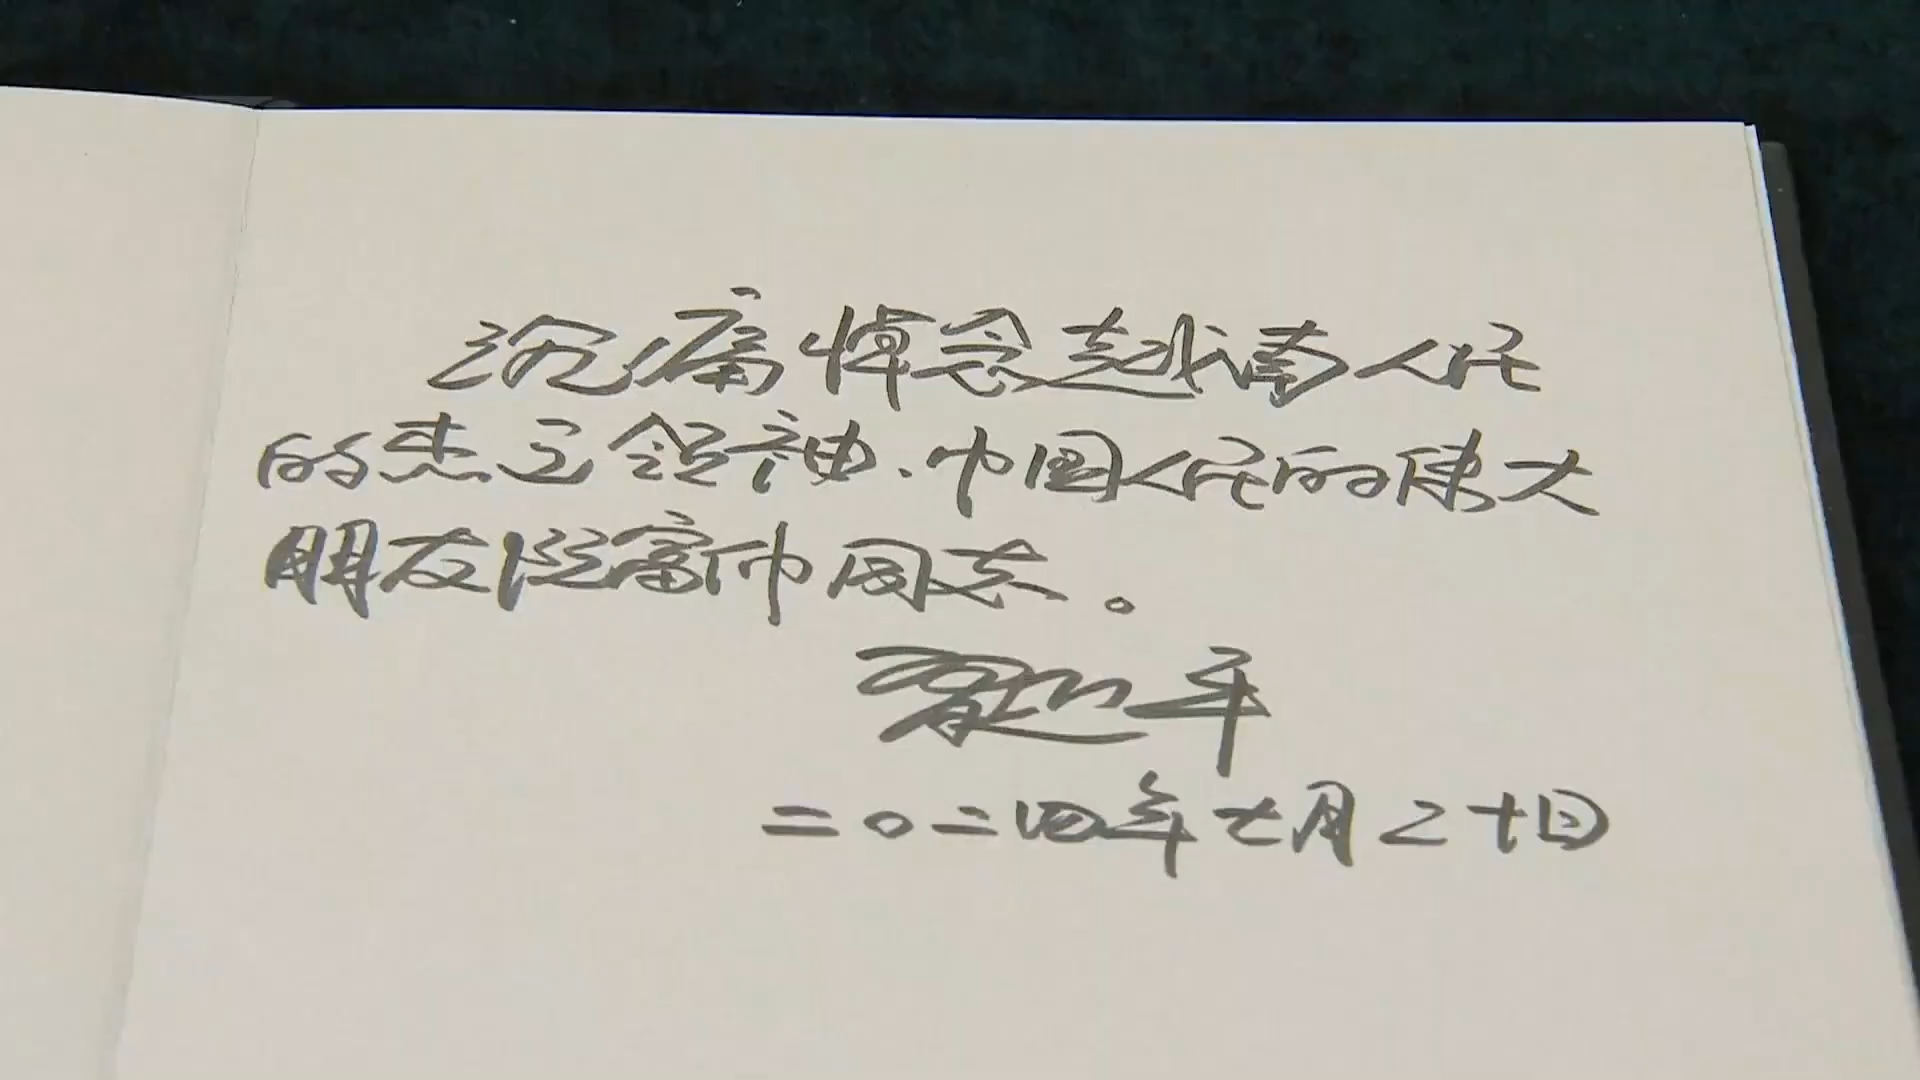 沉痛悼念越南人民
的杰出领袖、中国人民的伟大
朋友阮富仲同志。
习近平
二〇二四年七月二十日